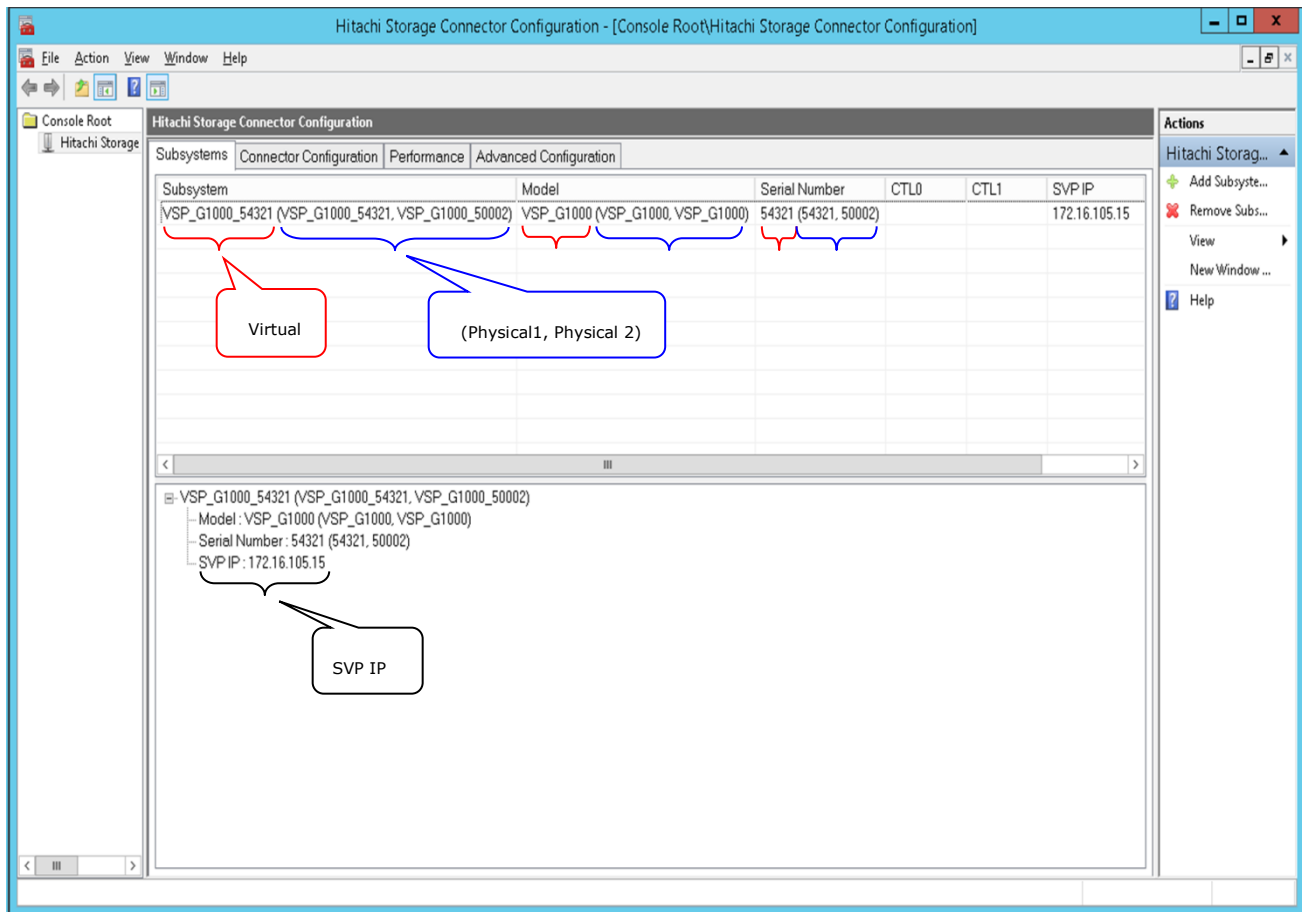 Hitachi Storage Connector Configuration - [Console Root\Hitachi Storage Connector Configuration]
File Action View Window Help
Console Root
Hitachi Storage
Hitachi Storage Connector Configuration
Subsystems Connector Configuration Performance Advanced Configuration
Subsystem Model Serial Number CTL0 CTL1 SVP IP
VSP_G1000_54321 (VSP_G1000_54321, VSP_G1000_50002) VSP_G1000 (VSP_G1000, VSP_G1000) 54321 (54321, 50002) 172.16.105.15
Virtual
(Physical1, Physical 2)
VSP_G1000_54321 (VSP_G1000_54321, VSP_G1000_50002)
Model : VSP_G1000 (VSP_G1000, VSP_G1000)
Serial Number : 54321 (54321, 50002)
SVP IP : 172.16.105.15
SVP IP
Actions
Hitachi Storag...
Add Subsyste...
Remove Subs...
View
New Window ...
Help